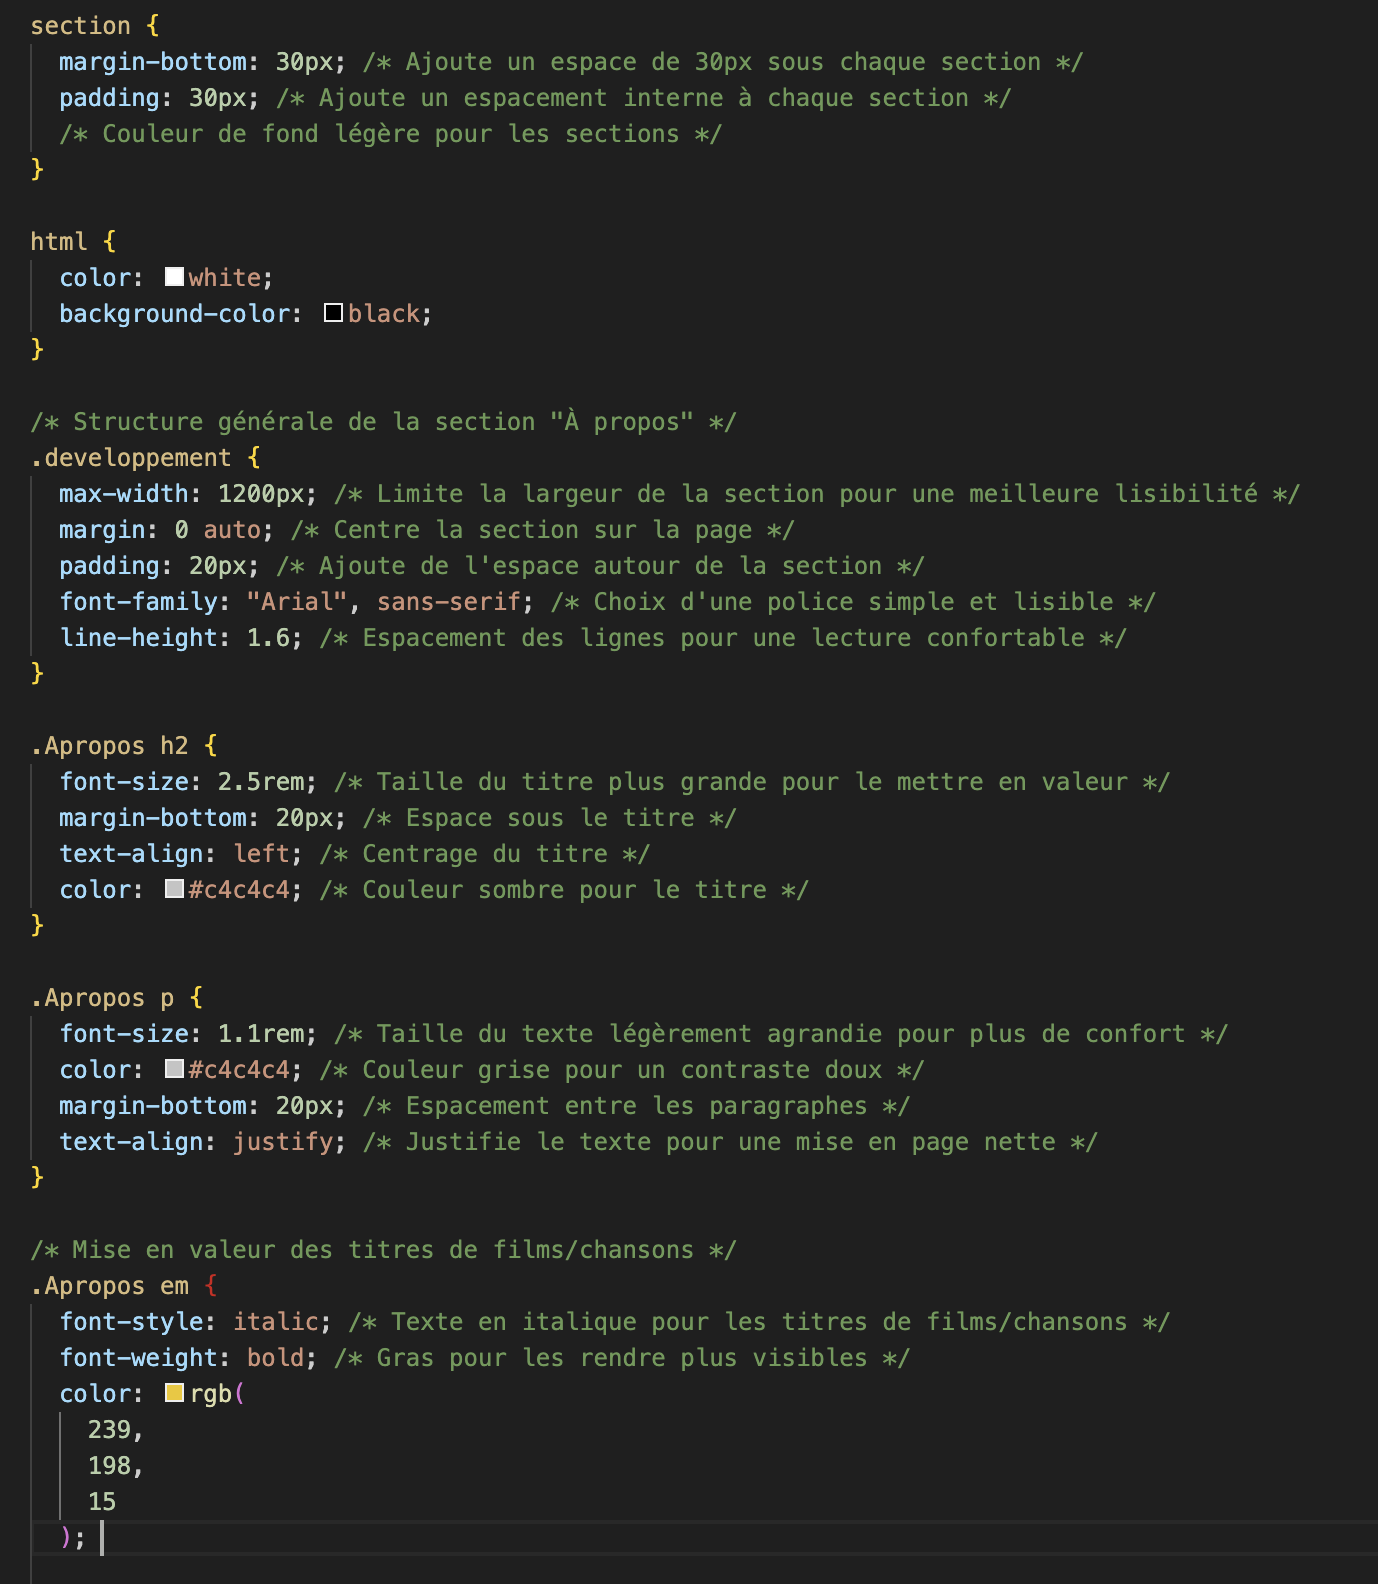 section {
margin-bottom: 30px; /* Ajoute un espace de 30px sous chaque section */
padding: 30px; /* Ajoute un espacement interne à chaque section */
/* Couleur de fond légère pour les sections */
}
html {
color: white;
background-color: black;
}
/* Structure générale de la section "À propos" */
.developpement {
max-width: 1200px; /* Limite la largeur de la section pour une meilleure lisibilité */
margin: 0 auto; /* Centre la section sur la page */
padding: 20px; /* Ajoute de l'espace autour de la section */
font-family: "Arial", sans-serif; /* Choix d'une police simple et lisible */
line-height: 1.6; /* Espacement des lignes pour une lecture confortable */
}
.Apropos h2 {
font-size: 2.5rem; /* Taille du titre plus grande pour le mettre en valeur */
margin-bottom: 20px; /* Espace sous le titre */
text-align: left; /* Centrage du titre */
color: #c4c4c4; /* Couleur sombre pour le titre */
}
.Apropos p {
font-size: 1.1rem; /* Taille du texte légèrement agrandie pour plus de confort */
color: #c4c4c4; /* Couleur grise pour un contraste doux */
margin-bottom: 20px; /* Espacement entre les paragraphes */
text-align: justify; /* Justifie le texte pour une mise en page nette */
}
/* Mise en valeur des titres de films/chansons */
.Apropos em {
font-style: italic; /* Texte en italique pour les titres de films/chansons */
font-weight: bold; /* Gras pour les rendre plus visibles */
color: rgb(
239,
198,
15
);